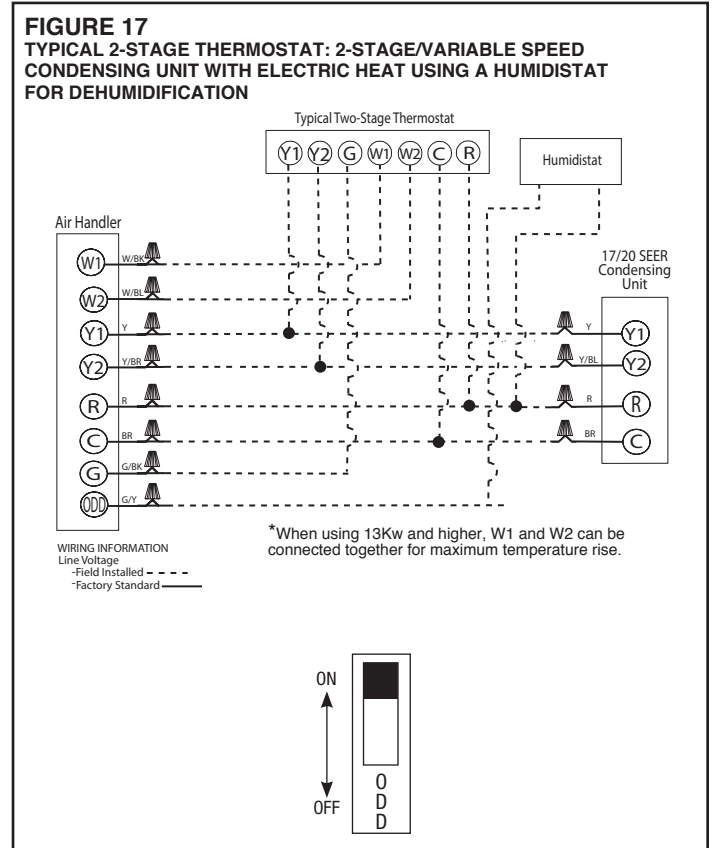 FIGURE 17
TYPICAL 2-STAGE THERMOSTAT: 2-STAGE/VARIABLE SPEED
CONDENSING UNIT WITH ELECTRIC HEAT USING A HUMIDISTAT
FOR DEHUMIDIFICATION
Typical Two-Stage Thermostat
Y1 Y2 G W1 W2 C R
Humidistat
Air Handler
17/20 SEER
Condensing
Unit
W1 W/BK
W2 W/BL
Y1 Y
Y Y1
Y2 Y/BR
Y/BL Y2
R R
R R
C BR
BR C
G G/BK
ODD G/Y
*When using 13Kw and higher, W1 and W2 can be
connected together for maximum temperature rise.
WIRING INFORMATION
Line Voltage
-Field Installed
-Factory Standard
ON
OFF
O
D
D